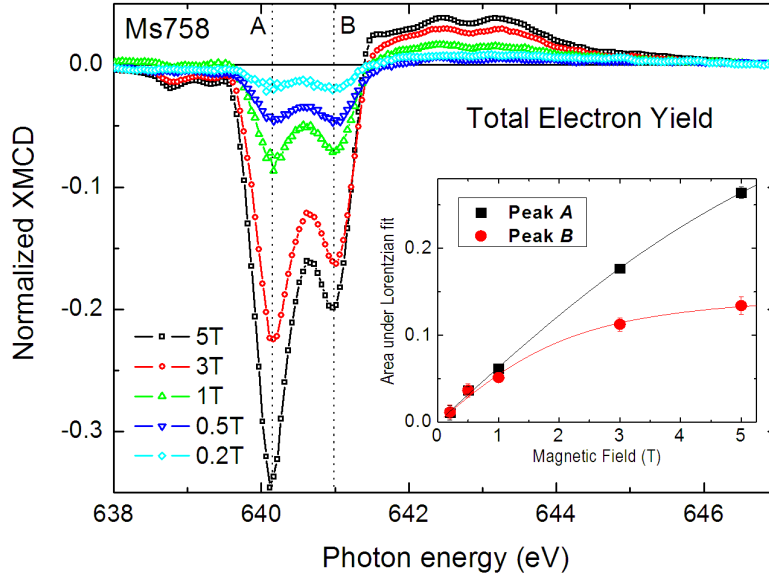 Ms758
A
B
Total Electron Yield
Normalized XMCD
0.0
-0.1
-0.2
-0.3
5T
3T
1T
0.5T
0.2T
Peak A
Peak B
Area under Lorentzian fit
0.2
0.1
0.0
0
1
2
3
4
5
Magnetic Field (T)
638
640
642
644
646
Photon energy (eV)